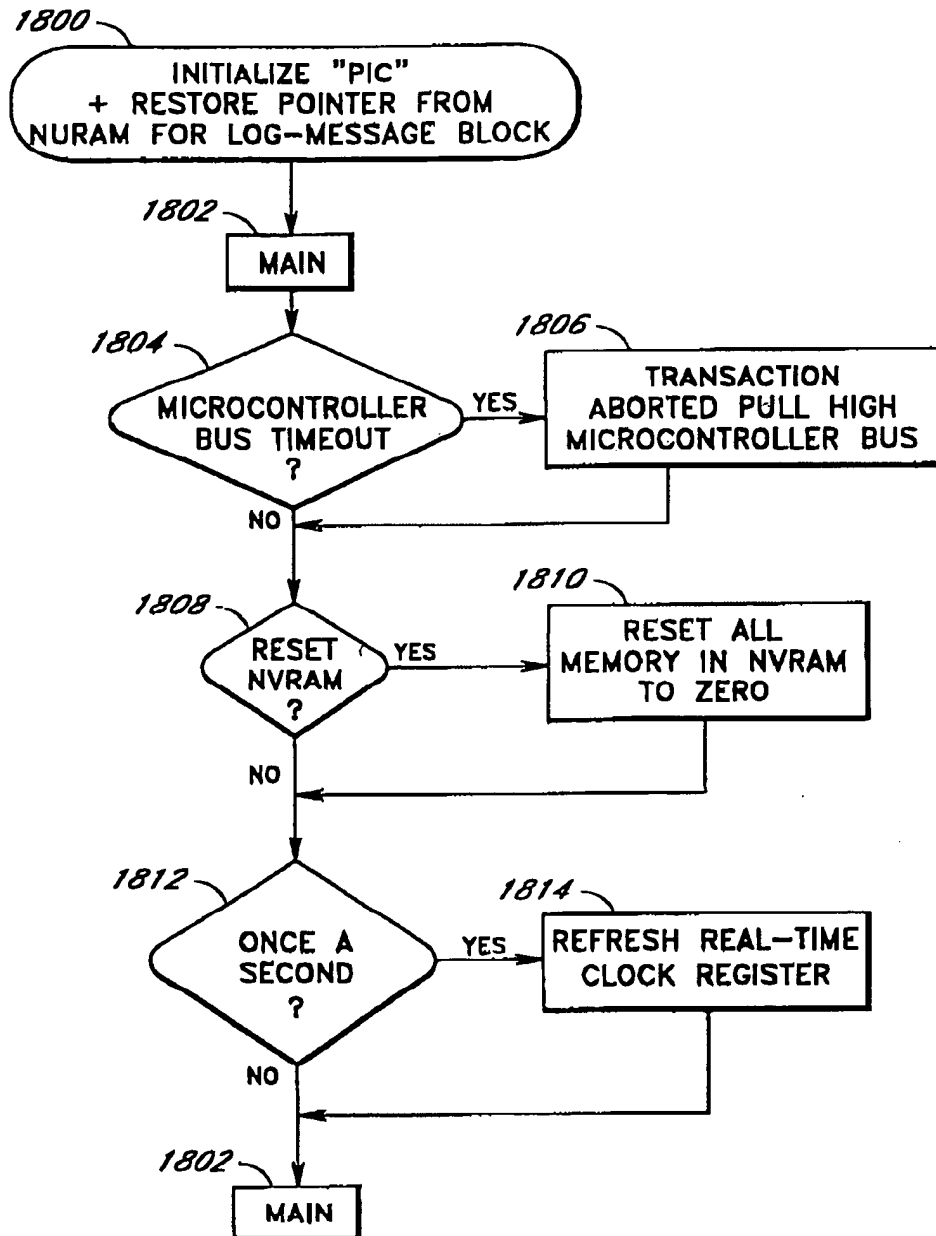 1800
INITIALIZE "PIC"
+ RESTORE POINTER FROM
NURAM FOR LOG-MESSAGE BLOCK
1802
MAIN
1804
MICROCONTROLLER
BUS TIMEOUT
?
YES
NO
1806
TRANSACTION
ABORTED PULL HIGH
MICROCONTROLLER BUS
1808
RESET
NVRAM
?
YES
NO
1810
RESET ALL
MEMORY IN NVRAM
TO ZERO
1812
ONCE A
SECOND
?
YES
NO
1814
REFRESH REAL-TIME
CLOCK REGISTER
1802
MAIN